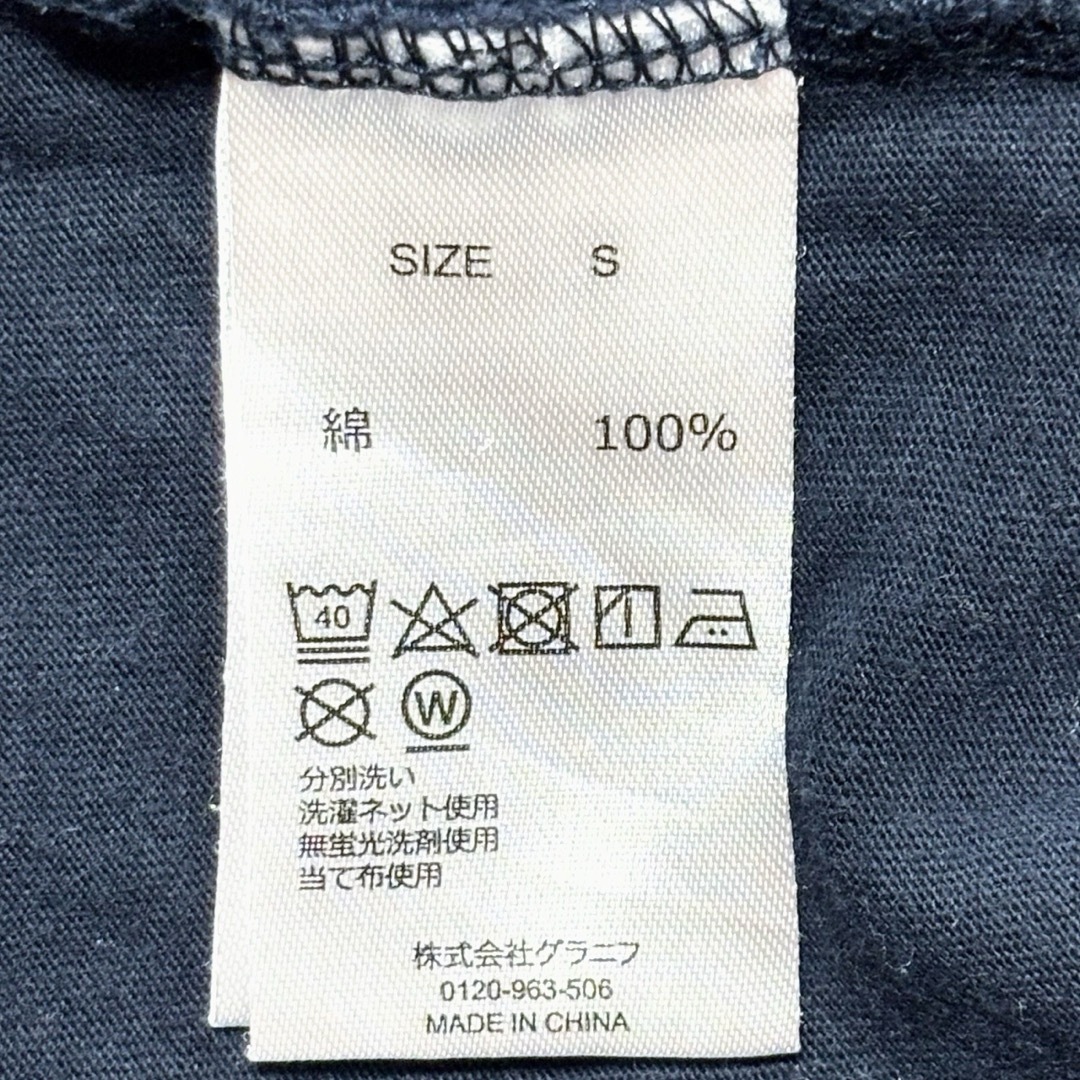 SIZE S
綿 100%
40
W
分別洗い
洗濯ネット使用
無蛍光洗剤使用
当て布使用
株式会社グラニフ
0120-963-506
MADE IN CHINA